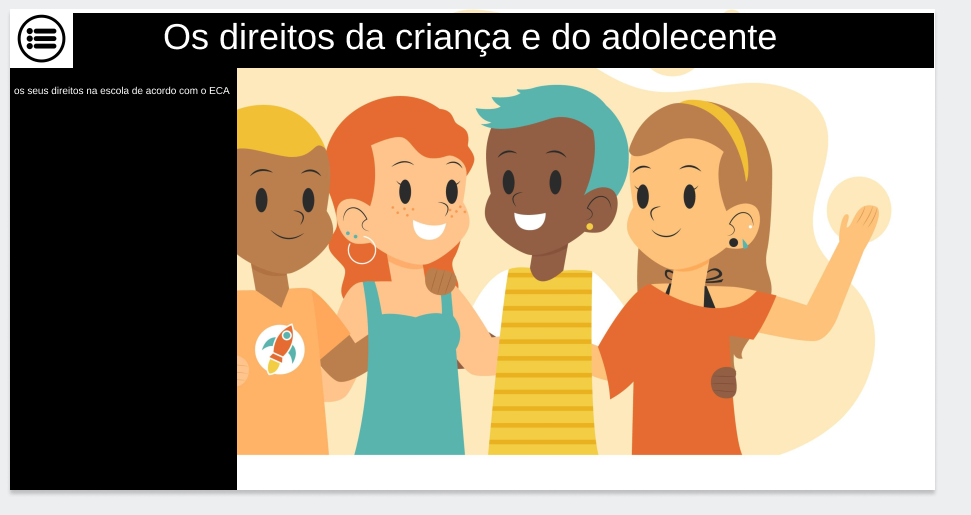 Os direitos da criança e do adolecente
os seus direitos na escola de acordo com o ECA